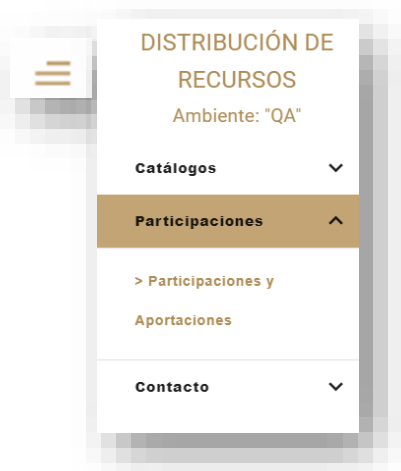 DISTRIBUCIÓN DE
RECURSOS
Ambiente: "QA"
Catálogos
Participaciones
> Participaciones y
Aportaciones
Contacto